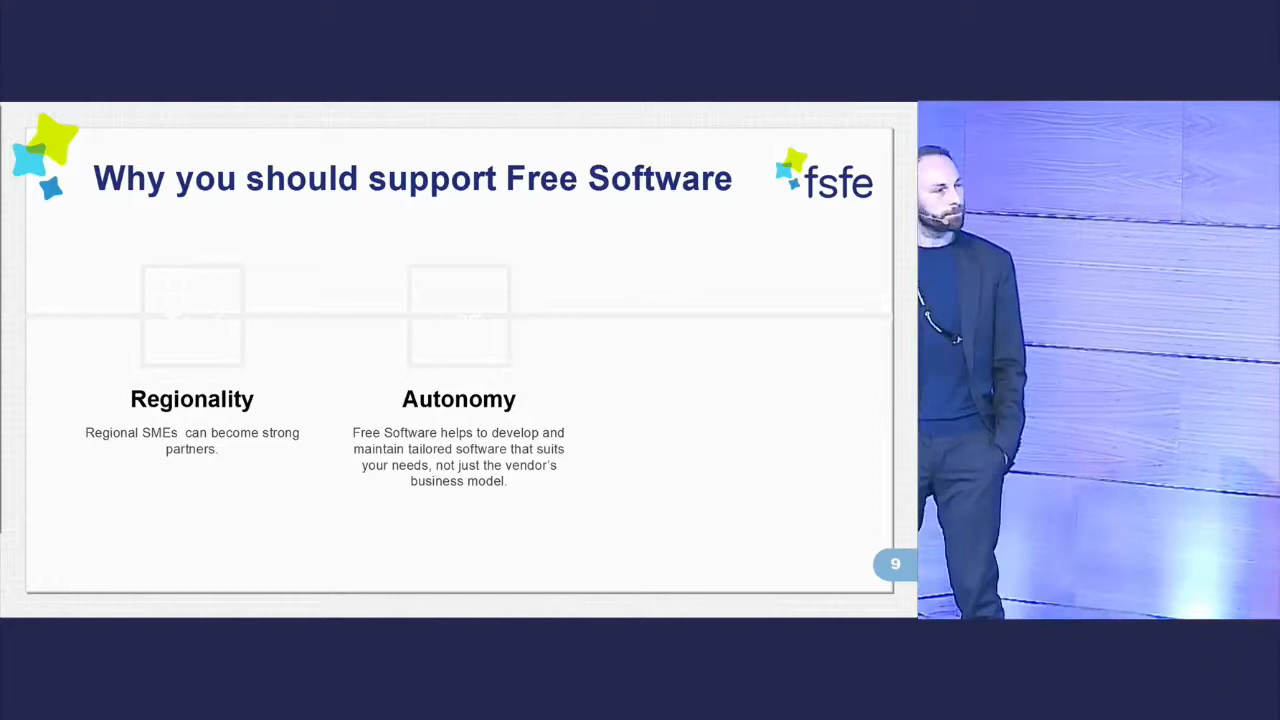 Why you should support Free Software
fsfe
Regionality
Regional SMEs can become strong
partners.
Autonomy
Free Software helps to develop and
maintain tailored software that suits
your needs, not just the vendor's
business model.
9